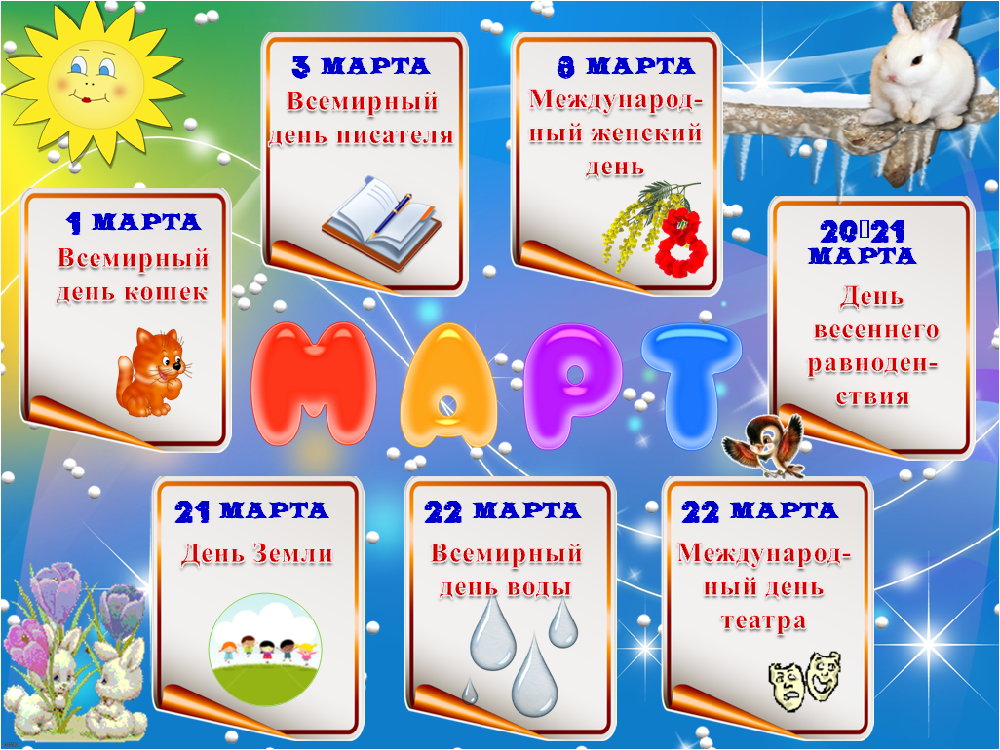 3 МАРТА
Всемирный
день писателя
8 МАРТА
Международ-
ный женский
день
1 МАРТА
Всемирный
день кошек
20 21
МАРТА
День
весеннего
равноден-
ствия
МАРТ
21 МАРТА
День Земли
22 МАРТА
Всемирный
день воды
22 МАРТА
Международ-
ный день
театра